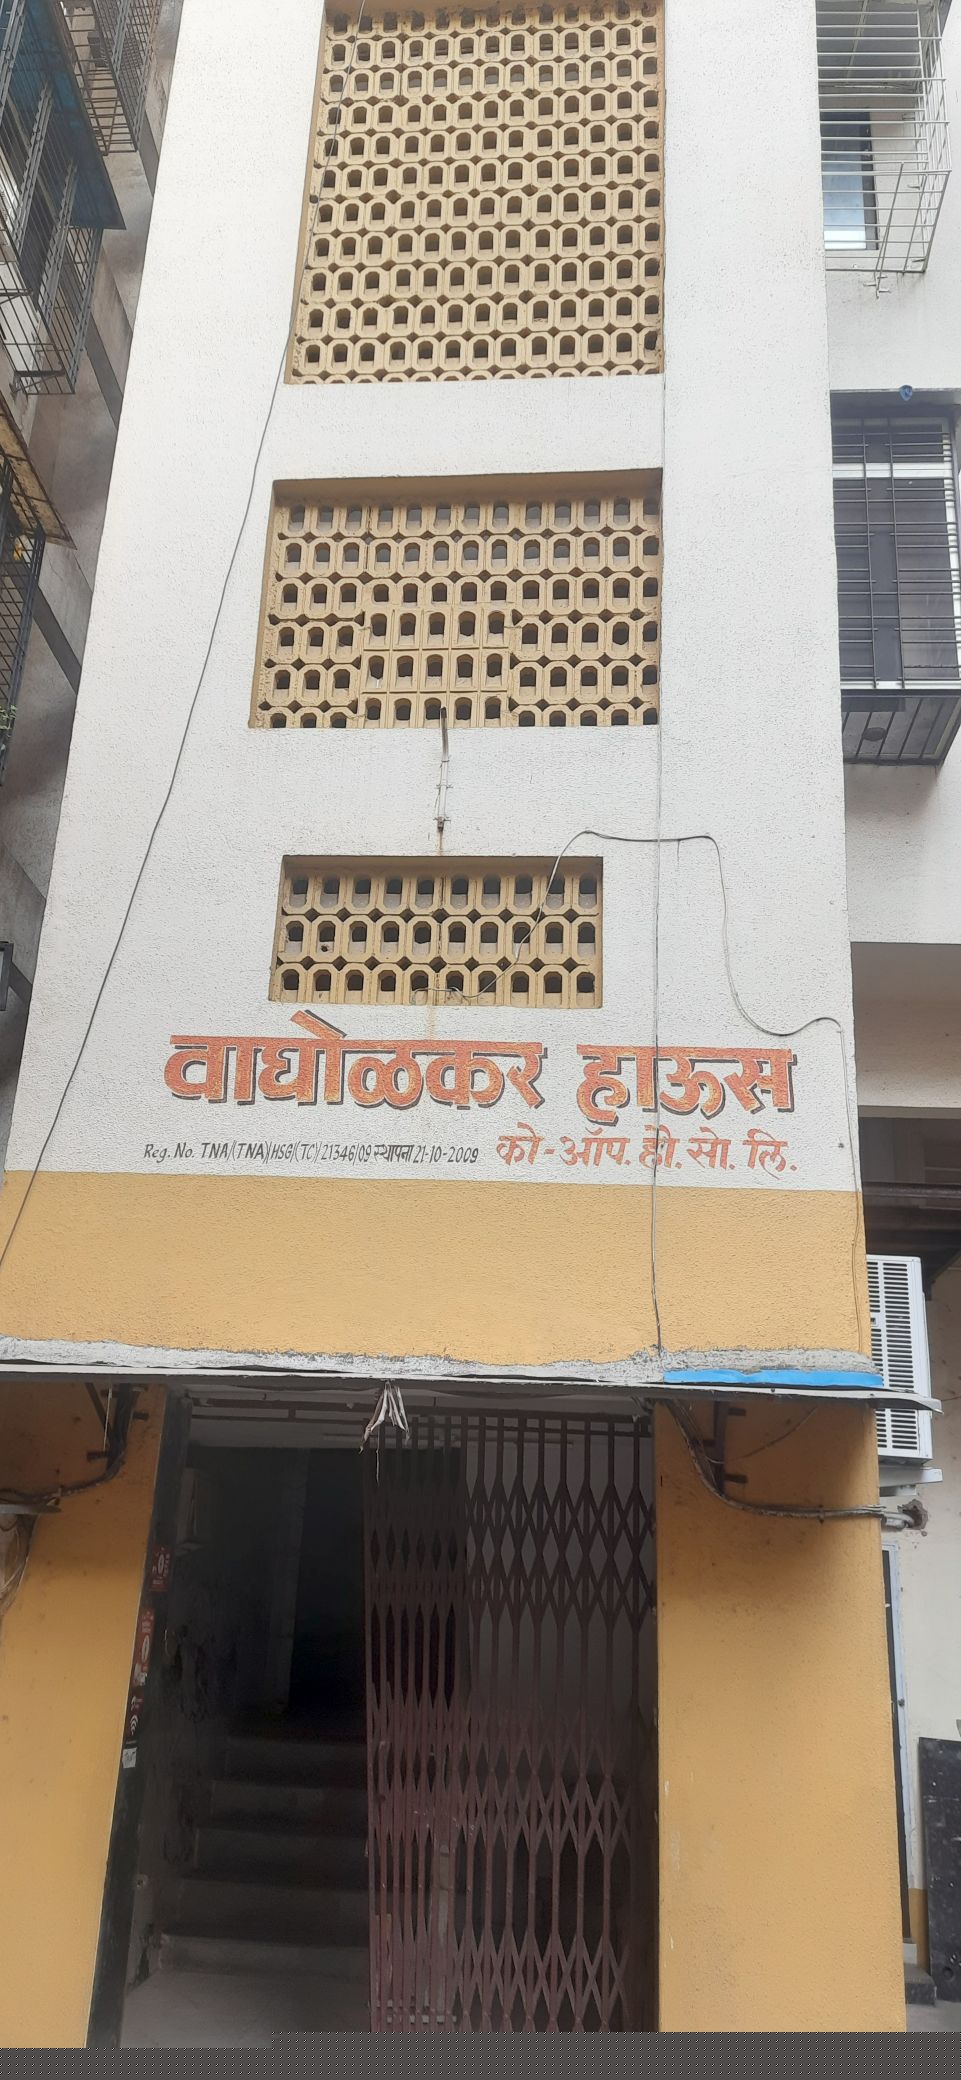 वाघोळकर हाऊस
Reg. No. TNA/(TNA)/HSG/(TC)/21346/09 स्थापना 21-10-2009 को-ऑप. हौ. सो. लि.